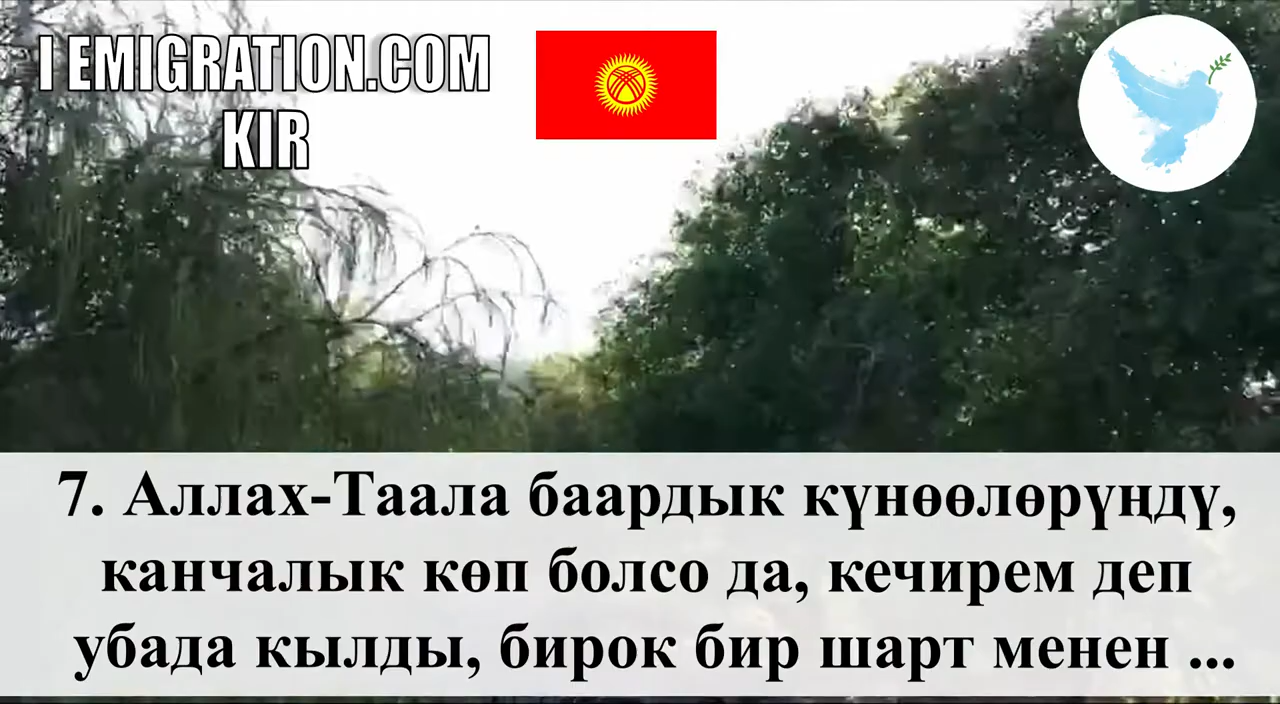 I EMIGRATION.COM
KIR
7. Аллах-Таала баардык күнөөлөрүңдү,
канчалык көп болсо да, кечирем деп
убада кылды, бирок бир шарт менен ...